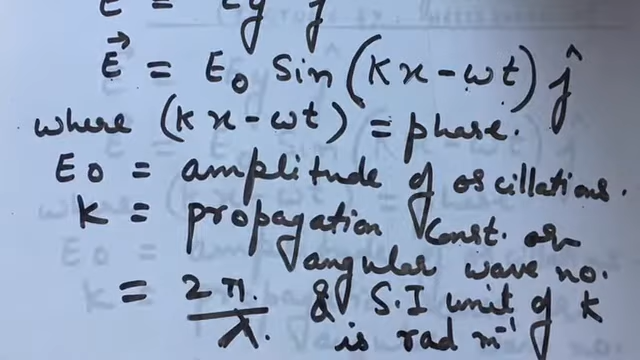 E = Ey ĵ
E⃗ = E₀ Sin (Kx - ωt) ĵ
where (Kx - ωt) = phase.
E₀ = amplitude of oscillations.
K = propagation const. or
angular wave no.
= 2π/λ. & S.I unit of K
is rad m⁻¹